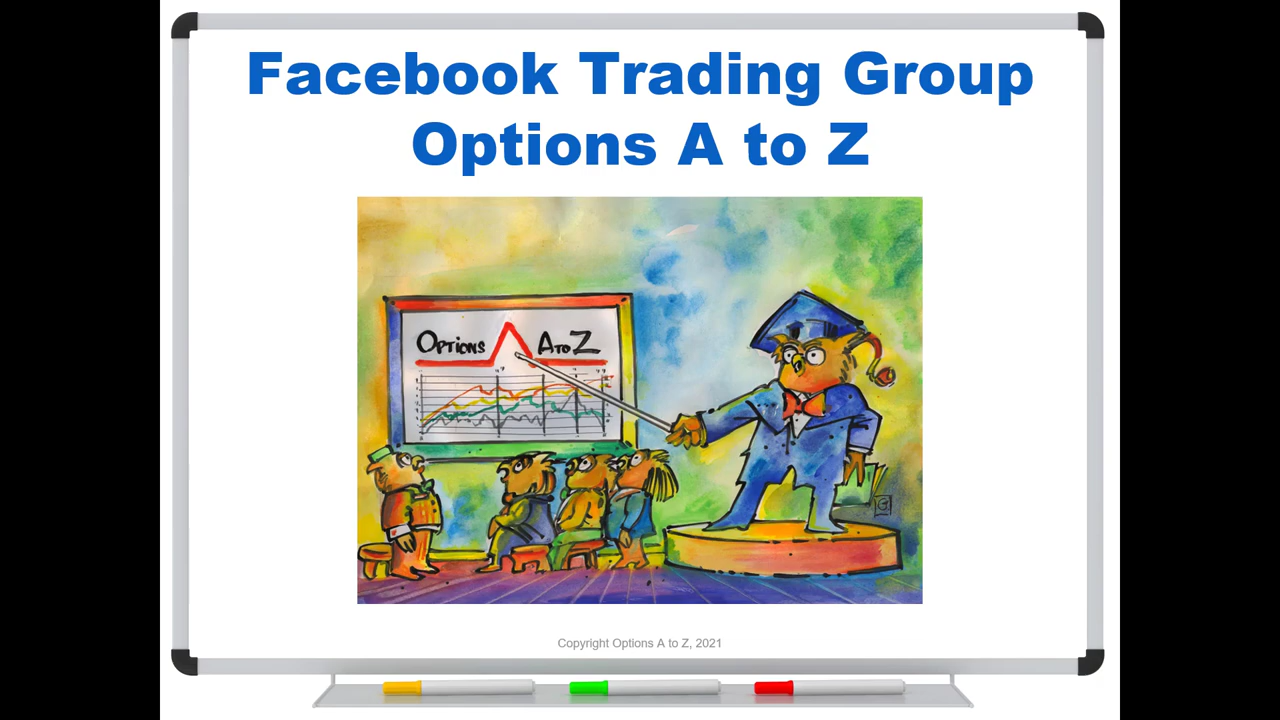 Facebook Trading Group
Options A to Z
OPTIONS A TO Z
Copyright Options A to Z, 2021